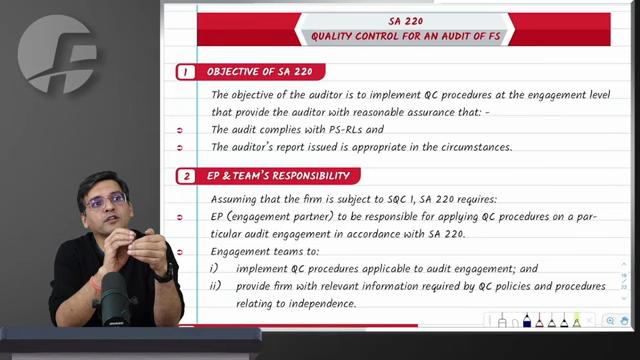 SA 220
QUALITY CONTROL FOR AN AUDIT OF FS
1 OBJECTIVE OF SA 220
The objective of the auditor is to implement QC procedures at the engagement level
that provide the auditor with reasonable assurance that: -
The audit complies with PS-RLs and
The auditor's report issued is appropriate in the circumstances.
2 EP & TEAM'S RESPONSIBILITY
Assuming that the firm is subject to SQC 1, SA 220 requires:
EP (engagement partner) to be responsible for applying QC procedures on a par-
ticular audit engagement in accordance with SA 220.
Engagement teams to:
i) implement QC procedures applicable to audit engagement; and
ii) provide firm with relevant information required by QC policies and procedures
relating to independence.